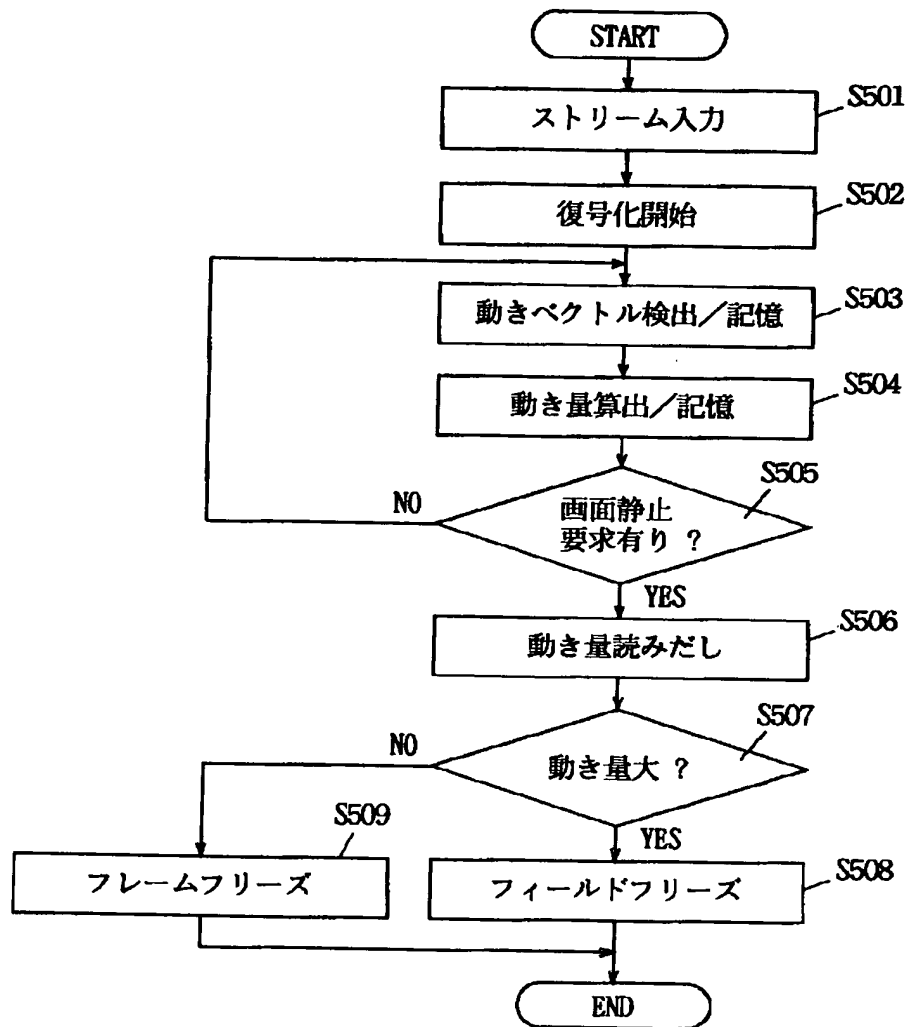 START
S501
ストリーム入力
S502
復号化開始
S503
動きベクトル検出／記憶
S504
動き量算出／記憶
S505
NO
画面静止
要求有り ?
YES
S506
動き量読みだし
S507
NO
動き量大 ?
YES
S509
フレームフリーズ
S508
フィールドフリーズ
END